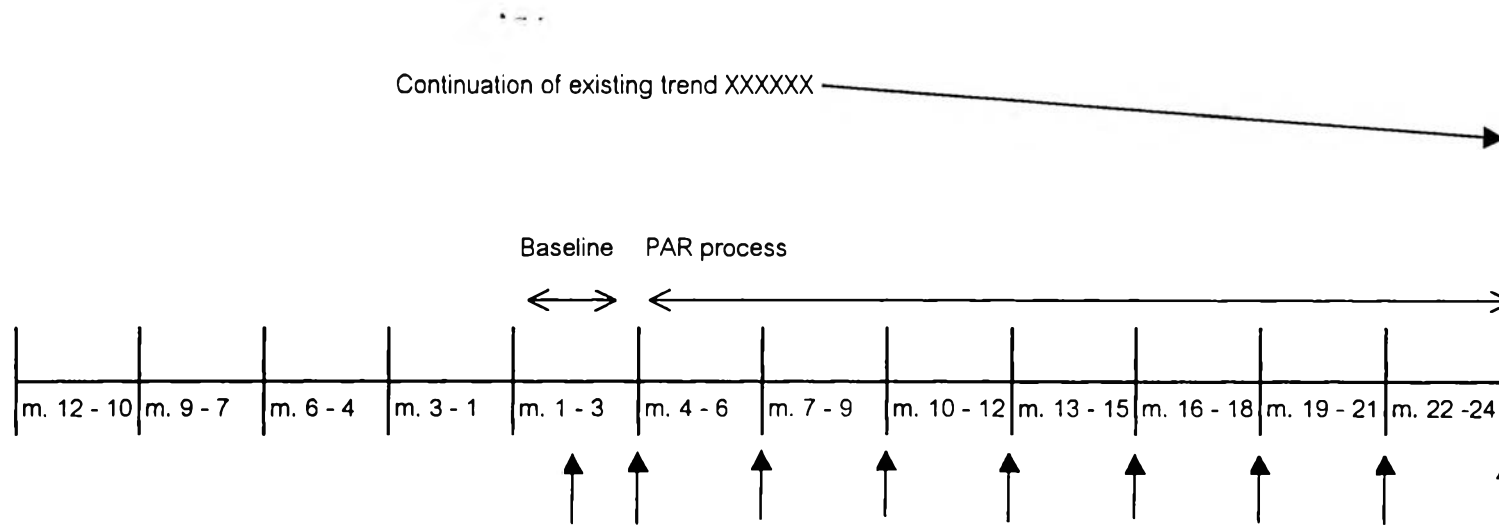 Continuation of existing trend XXXXXX
Baseline PAR process
m. 12 - 10 m. 9 - 7 m. 6 - 4 m. 3 - 1 m. 1 - 3 m. 4 - 6 m. 7 - 9 m. 10 - 12 m. 13 - 15 m. 16 - 18 m. 19 - 21 m. 22 -24